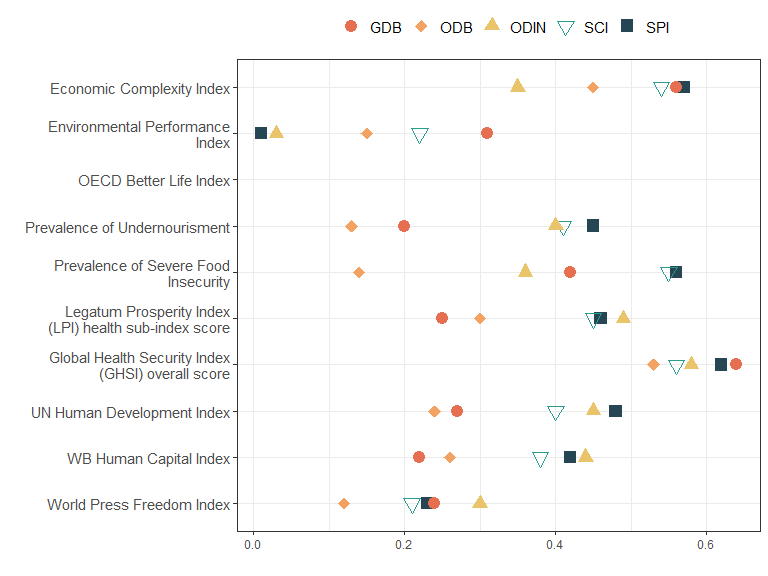 GDB ODB ODIN SCI SPI
Economic Complexity Index
Environmental Performance
Index
OECD Better Life Index
Prevalence of Undernourisment
Prevalence of Severe Food
Insecurity
Legatum Prosperity Index
(LPI) health sub-index score
Global Health Security Index
(GHSI) overall score
UN Human Development Index
WB Human Capital Index
World Press Freedom Index
0.0 0.2 0.4 0.6